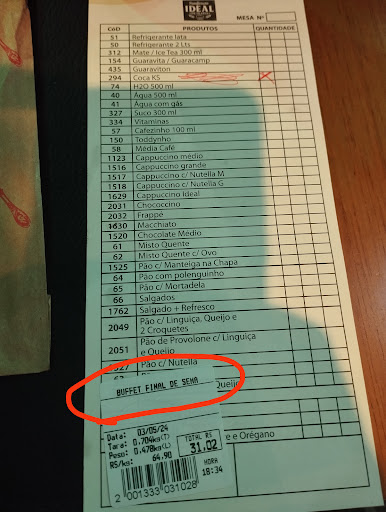 IDEAL
MESA Nº
CóD PRODUTOS QUANTIDADE
51 Refrigerante lata
50 Refrigerante 2 Lts
312 Mate / Ice Tea 300 ml
154 Guaravita / Guaracamp
435 Guaraviton
294 Coca KS X
74 H2O 500 ml
40 Água 500 ml
41 Água com gás
327 Suco 300 ml
334 Vitaminas
57 Cafezinho 100 ml
150 Toddynho
58 Média Café
1123 Cappuccino médio
1516 Cappuccino grande
1517 Cappuccino c/ Nutella M
1518 Cappuccino c/ Nutella G
1629 Cappuccino Ideal
2031 Chococcino
2032 Frappé
1630 Macchiato
1520 Chocolate Médio
61 Misto Quente
62 Misto Quente c/ Ovo
1525 Pão c/ Manteiga na Chapa
64 Pão com polenguinho
65 Pão c/ Mortadela
66 Salgados
1762 Salgado + Refresco
2049 Pão c/ Linguiça, Queijo e
2 Croquetes
2051 Pão de Provolone c/ Linguiça
e Queijo
Pão c/ Nutella
Queijo
BUFFET FINAL DE SEMA
e e Orégano
Data: 03/05/24
Tara: 0.704kg(T)
Peso: 0.478kg(L)
R$/kg: 64.90
TOTAL R$
31.02
HORA
18:34
2 001333 031028